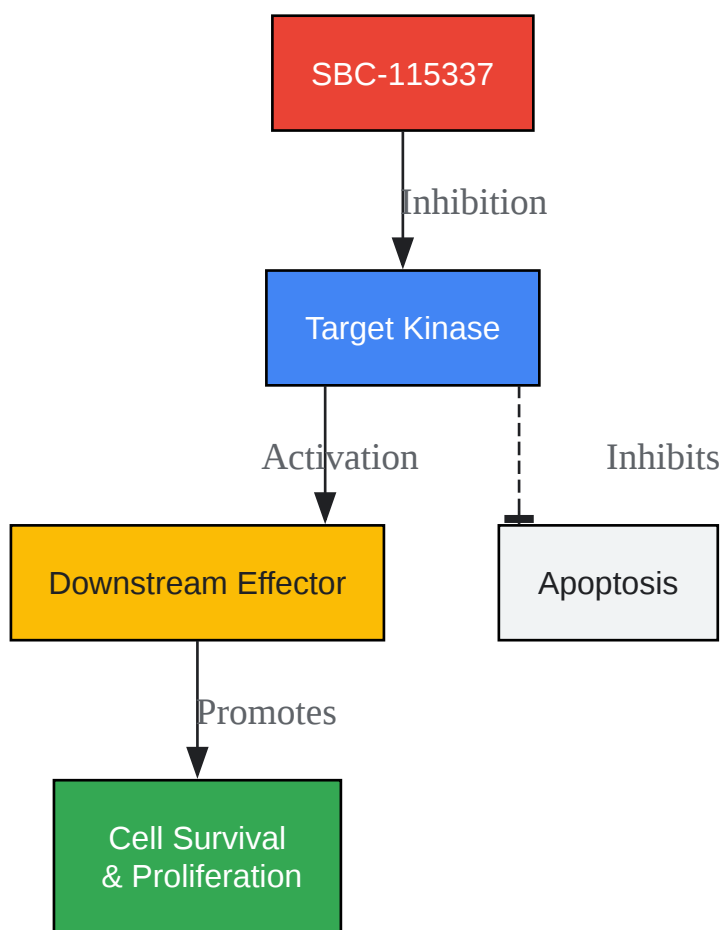 SBC-115337
Inhibition
Target Kinase
Activation
Inhibits
Downstream Effector
Apoptosis
Promotes
Cell Survival
& Proliferation